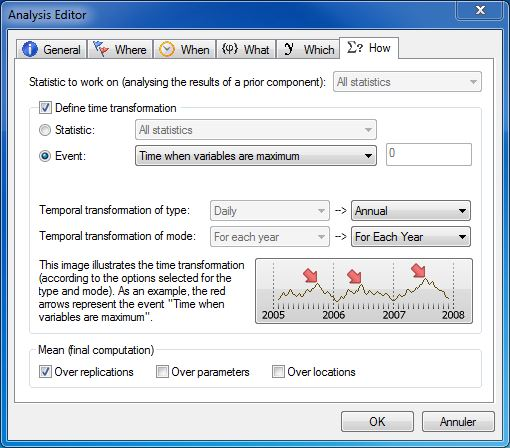 Analysis Editor
General Where When {φ} What y Which Σ? How
Statistic to work on (analysing the results of a prior component): All statistics
Define time transformation
Statistic: All statistics
Event: Time when variables are maximum 0
Temporal transformation of type: Daily --> Annual
Temporal transformation of mode: For each year --> For Each Year
This image illustrates the time transformation
(according to the options selected for the
type and mode). As an example, the red
arrows represent the event "Time when
variables are maximum".
2005 2006 2007 2008
Mean (final computation)
Over replications Over parameters Over locations
OK Annuler